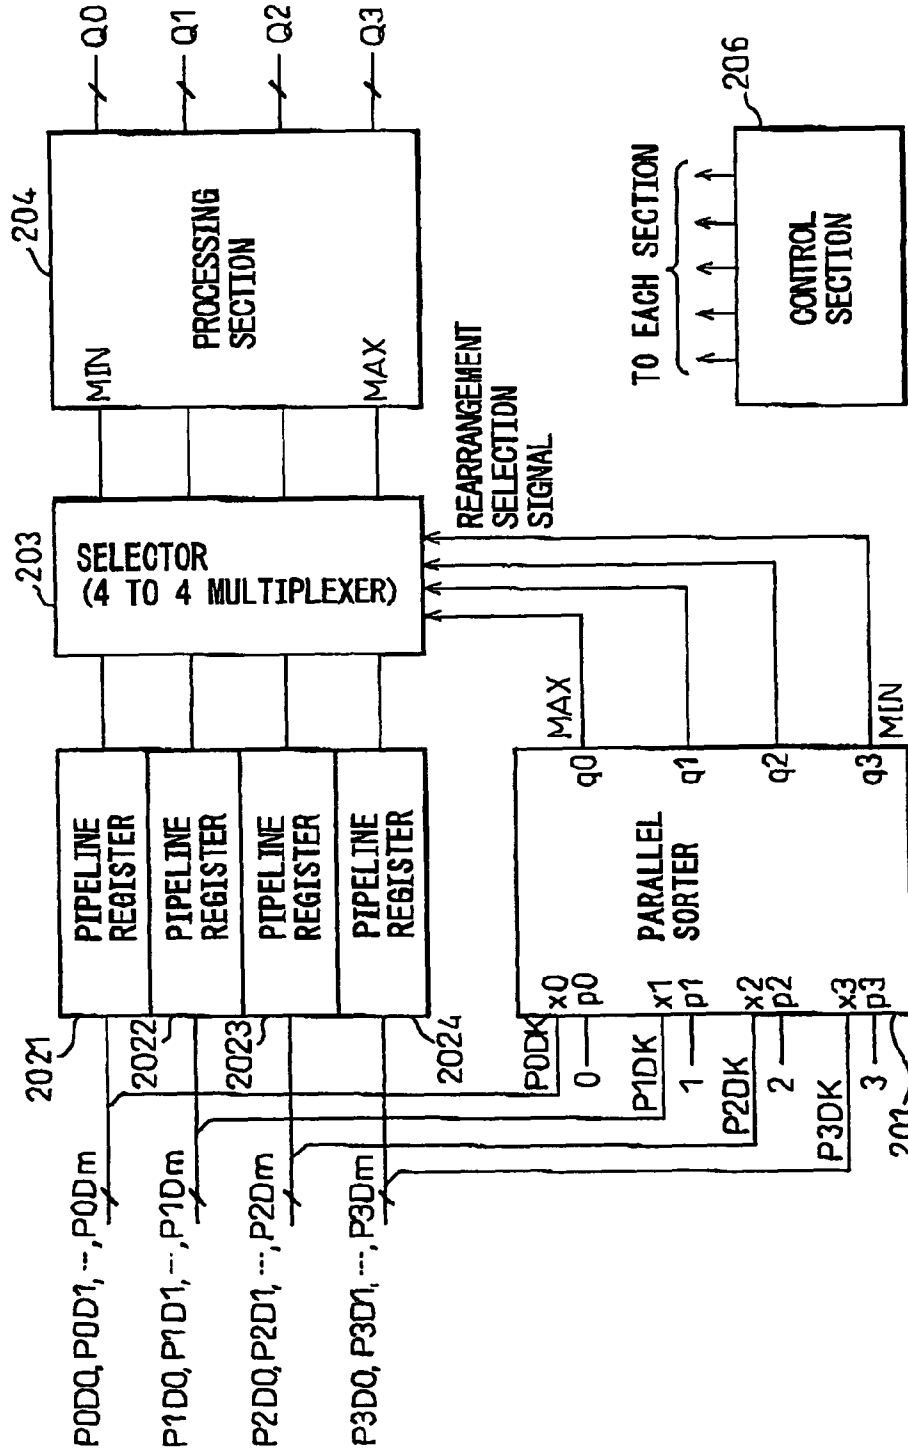 P0D0, P0D1, ---, P0Dm
P1D0, P1D1, ---, P1Dm
P2D0, P2D1, ---, P2Dm
P3D0, P3D1, ---, P3Dm
2021
2022
2023
2024
PIPELINE
REGISTER
PIPELINE
REGISTER
PIPELINE
REGISTER
PIPELINE
REGISTER
203
SELECTOR
(4 TO 4 MULTIPLEXER)
204
MIN
MAX
PROCESSING
SECTION
Q0
Q1
Q2
Q3
REARRANGEMENT
SELECTION
SIGNAL
P0DK
0
P1DK
1
P2DK
2
P3DK
3
x0
p0
x1
p1
x2
p2
x3
p3
PARALLEL
SORTER
q0
q1
q2
q3
MAX
MIN
201
TO EACH SECTION
CONTROL
SECTION
206